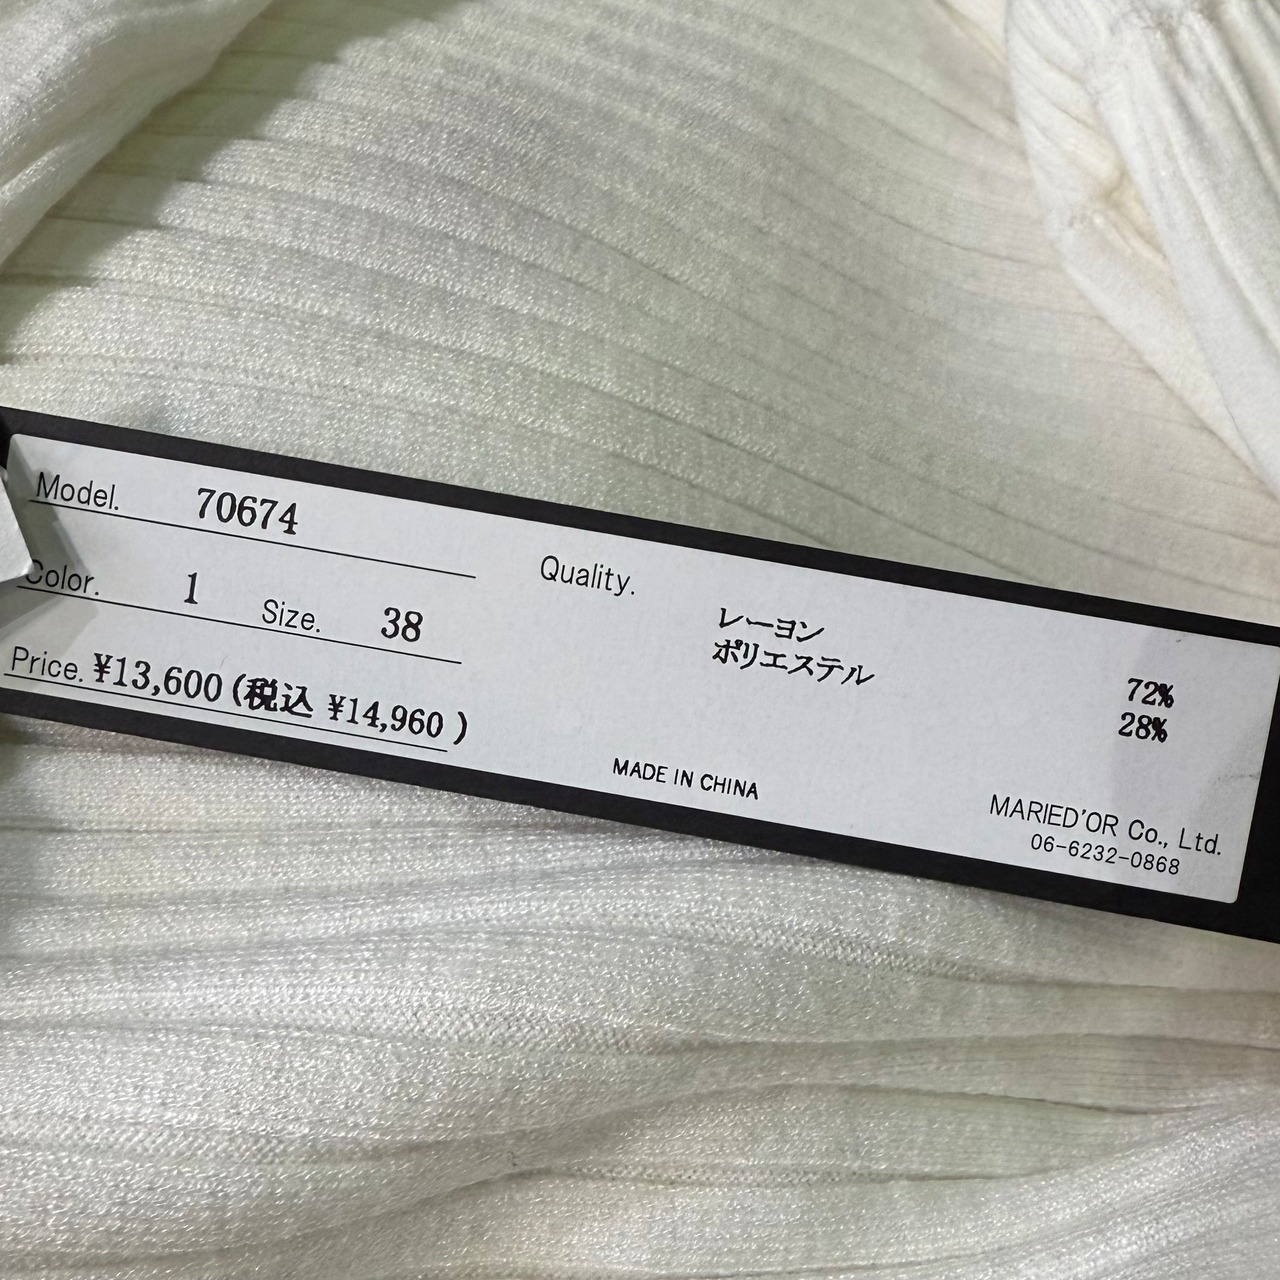 Model. 70674
Color. 1 Size. 38
Price. ¥13,600 (税込 ¥14,960 )
Quality.
レーヨン 72%
ポリエステル 28%
MADE IN CHINA
MARIED'OR Co., Ltd.
06-6232-0868